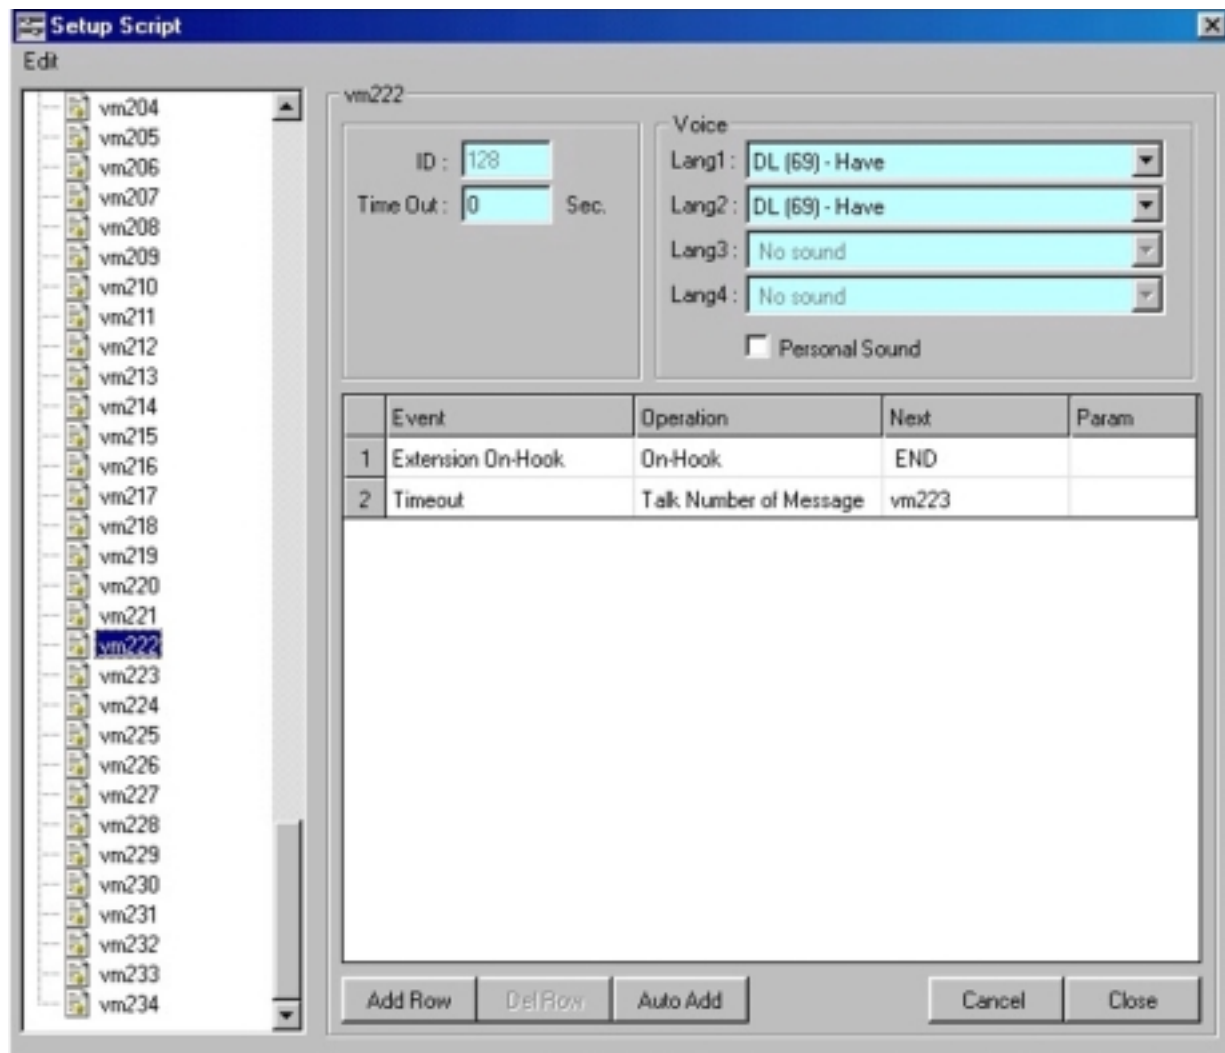 Setup Script
Edit
vm204
vm205
vm206
vm207
vm208
vm209
vm210
vm211
vm212
vm213
vm214
vm215
vm216
vm217
vm218
vm219
vm220
vm221
vm222
vm223
vm224
vm225
vm226
vm227
vm228
vm229
vm230
vm231
vm232
vm233
vm234
vm222
ID : 128
Time Out : 0 Sec.
Voice
Lang1 : DL (69) - Have
Lang2 : DL (69) - Have
Lang3 : No sound
Lang4 : No sound
Personal Sound
Event Operation Next Param
1 Extension On-Hook On-Hook END
2 Timeout Talk Number of Message vm223
Add Row Del Row Auto Add Cancel Close